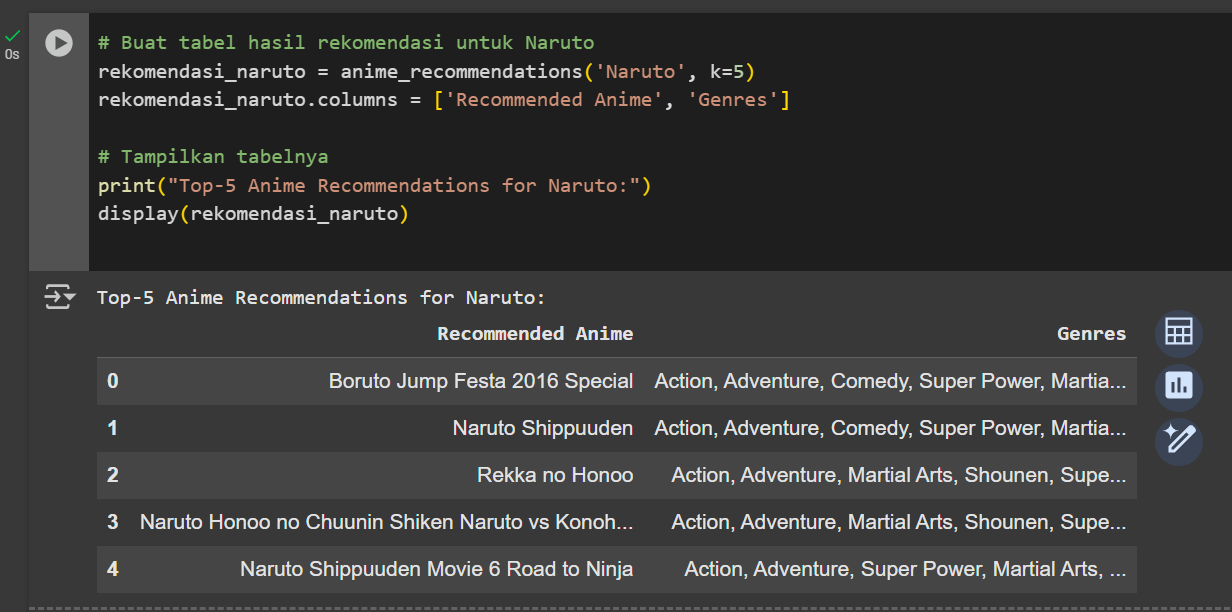 0s
# Buat tabel hasil rekomendasi untuk Naruto
rekomendasi_naruto = anime_recommendations('Naruto', k=5)
rekomendasi_naruto.columns = ['Recommended Anime', 'Genres']
# Tampilkan tabelnya
print("Top-5 Anime Recommendations for Naruto:")
display(rekomendasi_naruto)
Top-5 Anime Recommendations for Naruto:
Recommended Anime Genres
0 Boruto Jump Festa 2016 Special Action, Adventure, Comedy, Super Power, Martia...
1 Naruto Shippuuden Action, Adventure, Comedy, Super Power, Martia...
2 Rekka no Honoo Action, Adventure, Martial Arts, Shounen, Supe...
3 Naruto Honoo no Chuunin Shiken Naruto vs Konoh... Action, Adventure, Martial Arts, Shounen, Supe...
4 Naruto Shippuuden Movie 6 Road to Ninja Action, Adventure, Super Power, Martial Arts, ...